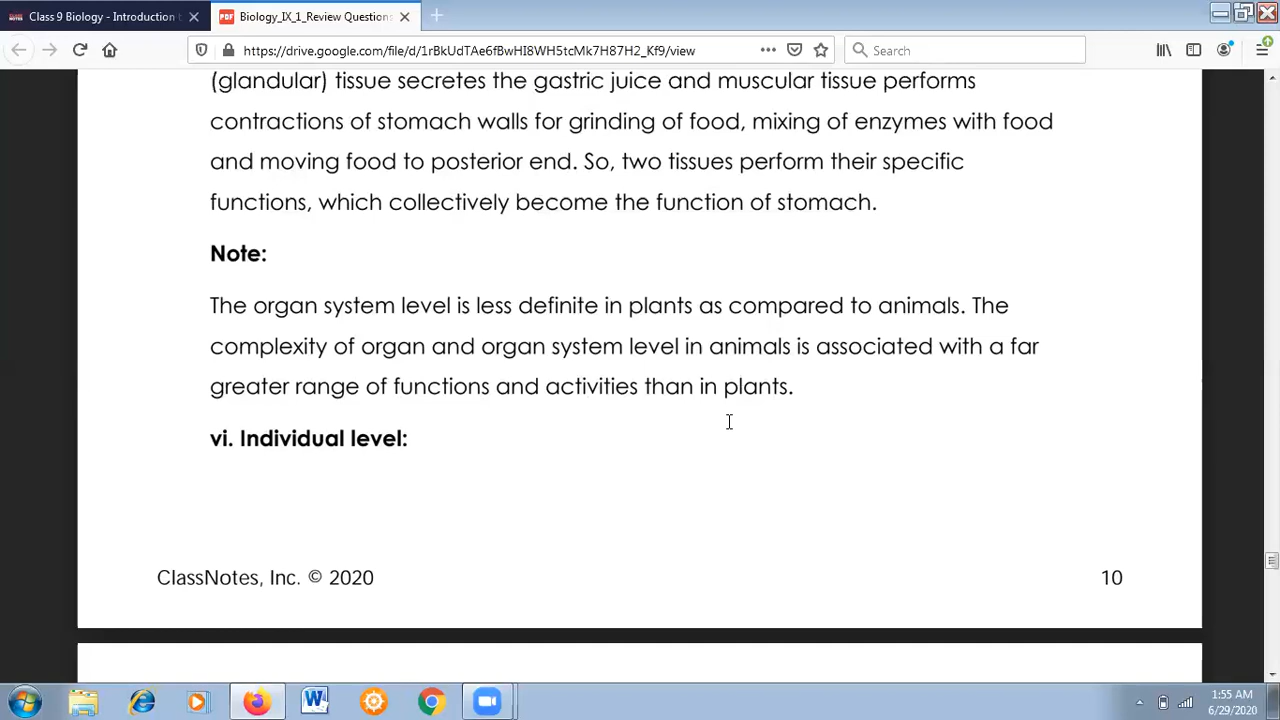 Class 9 Biology - Introduction t
Biology_IX_1_Review Questions
https://drive.google.com/file/d/1rBkUdTAe6fBwHI8WH5tcMk7H87H2_Kf9/view
Search
(glandular) tissue secretes the gastric juice and muscular tissue performs
contractions of stomach walls for grinding of food, mixing of enzymes with food
and moving food to posterior end. So, two tissues perform their specific
functions, which collectively become the function of stomach.
Note:
The organ system level is less definite in plants as compared to animals. The
complexity of organ and organ system level in animals is associated with a far
greater range of functions and activities than in plants.
vi. Individual level:
ClassNotes, Inc. © 2020
10
1:55 AM
6/29/2020